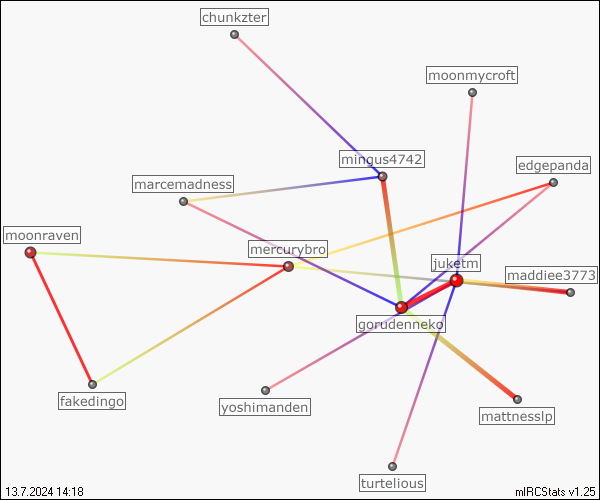 chunkzter
moonmycroft
mingus4742
edgepanda
marcemadness
moonraven
mercurybro
juketm
maddiee3773
gorudenneko
fakedingo
yoshimanden
mattnesslp
turtelious
13.7.2024 14:18
mIRCStats v1.25